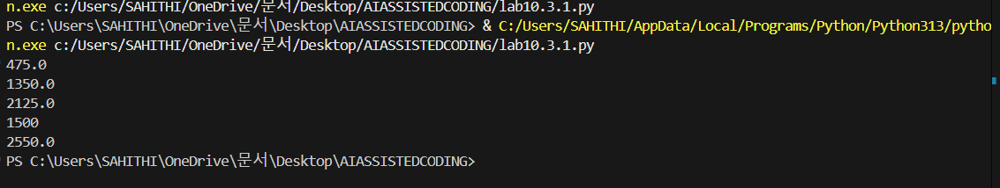 n.exe c:/Users/SAHITHI/OneDrive/문서/Desktop/AIASSISTEDCODING/lab10.3.1.py
PS C:\Users\SAHITHI\OneDrive\문서\Desktop\AIASSISTEDCODING> & C:/Users/SAHITHI/AppData/Local/Programs/Python/Python313/pytho
n.exe c:/Users/SAHITHI/OneDrive/문서/Desktop/AIASSISTEDCODING/lab10.3.1.py
475.0
1350.0
2125.0
1500
2550.0
PS C:\Users\SAHITHI\OneDrive\문서\Desktop\AIASSISTEDCODING>